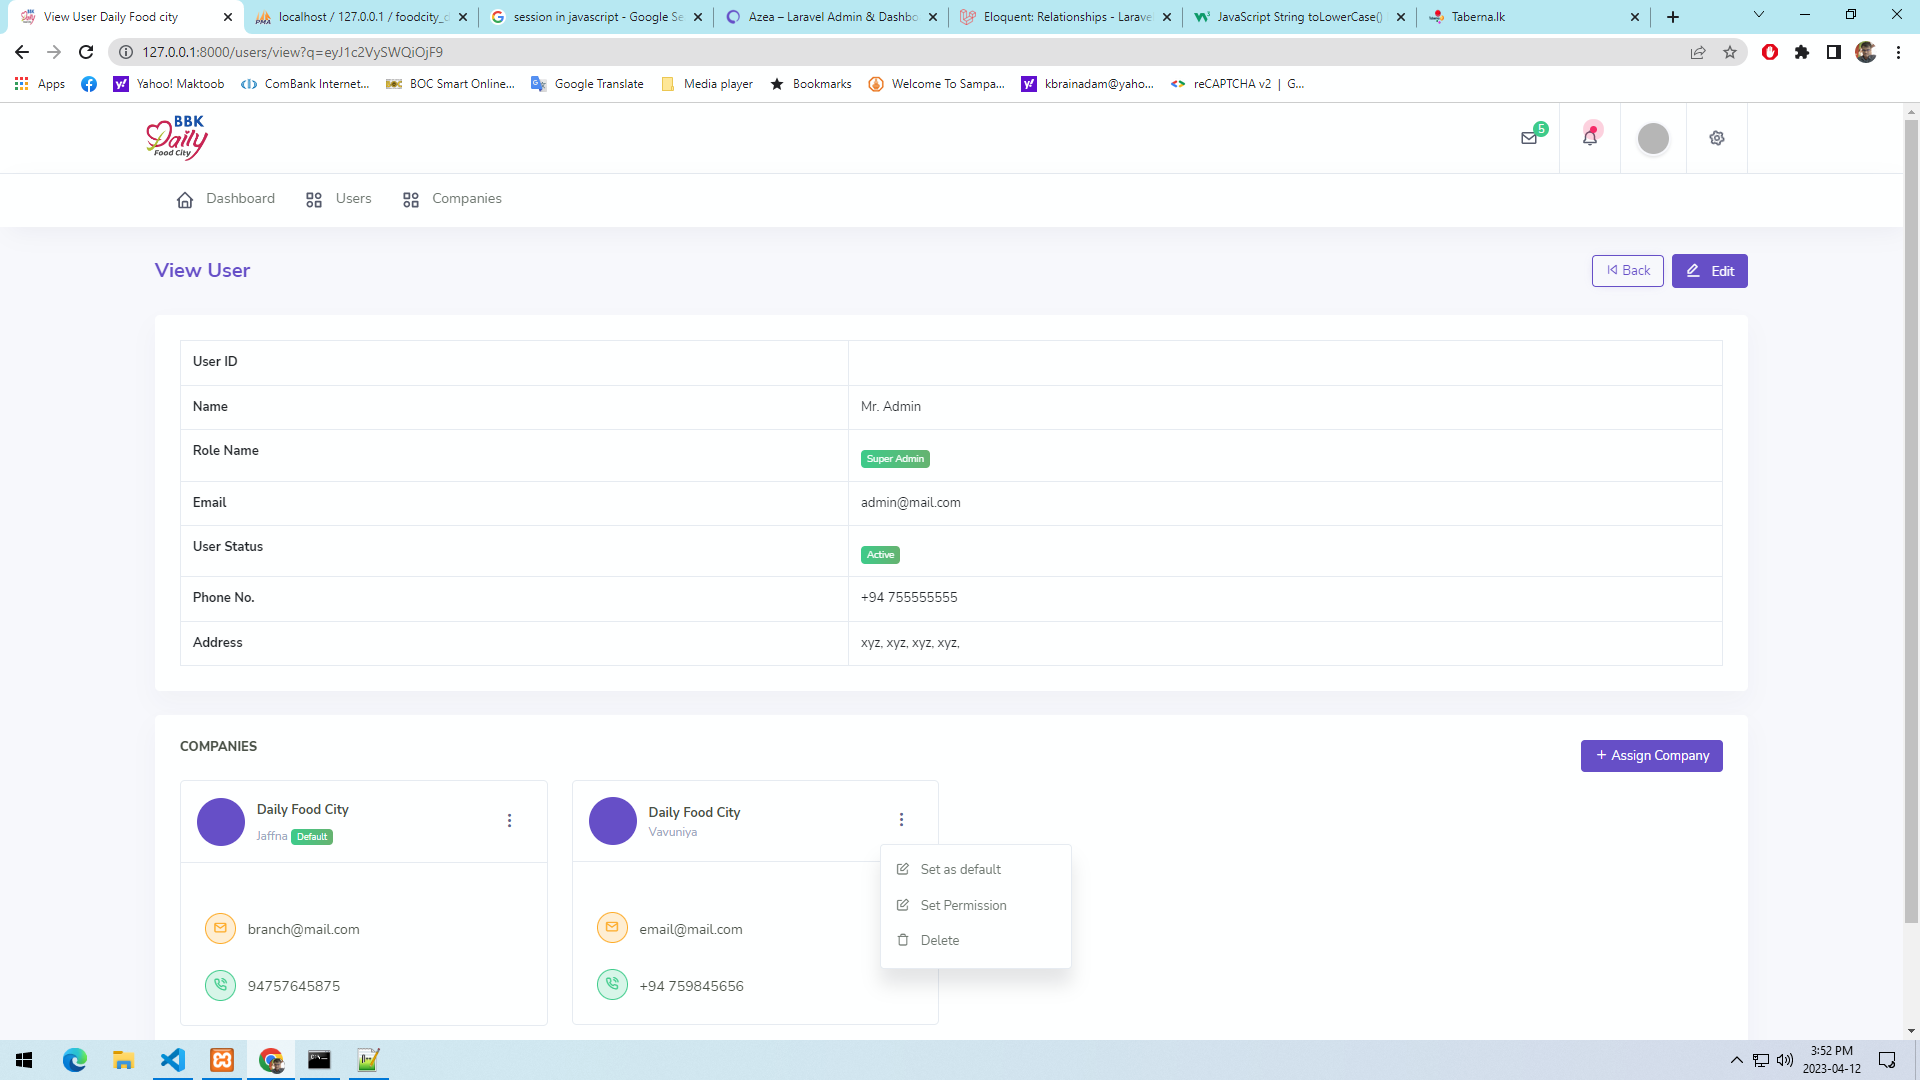 View User Daily Food city
localhost / 127.0.0.1 / foodcity_d
session in javascript - Google Se
Azea – Laravel Admin & Dashbo
Eloquent: Relationships - Larave
JavaScript String toLowerCase()
Taberna.lk
127.0.0.1:8000/users/view?q=eyJ1c2VySWQiOjF9
Apps
Yahoo! Maktoob
ComBank Internet...
BOC Smart Online...
Google Translate
Media player
Bookmarks
Welcome To Sampa...
kbrainadam@yaho...
reCAPTCHA v2 | G...
BBK
Daily
Food City
5
Dashboard
Users
Companies
View User
Back
Edit
User ID
Name
Mr. Admin
Role Name
Super Admin
Email
admin@mail.com
User Status
Active
Phone No.
+94 755555555
Address
xyz, xyz, xyz, xyz,
COMPANIES
+ Assign Company
Daily Food City
Jaffna Default
branch@mail.com
94757645875
Daily Food City
Vavuniya
Set as default
Set Permission
Delete
email@mail.com
+94 759845656
3:52 PM
2023-04-12